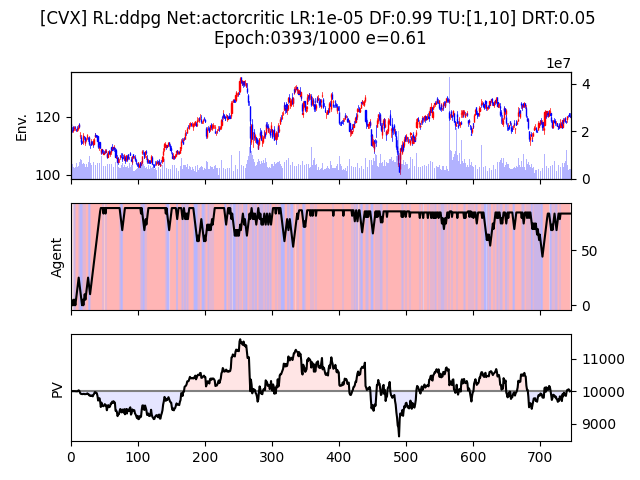 [CVX] RL:ddpg Net:actorcritic LR:1e-05 DF:0.99 TU:[1,10] DRT:0.05
Epoch:0393/1000 e=0.61
1e7
Env.
120
100
4
2
0
Agent
50
0
PV
11000
10000
9000
0 100 200 300 400 500 600 700